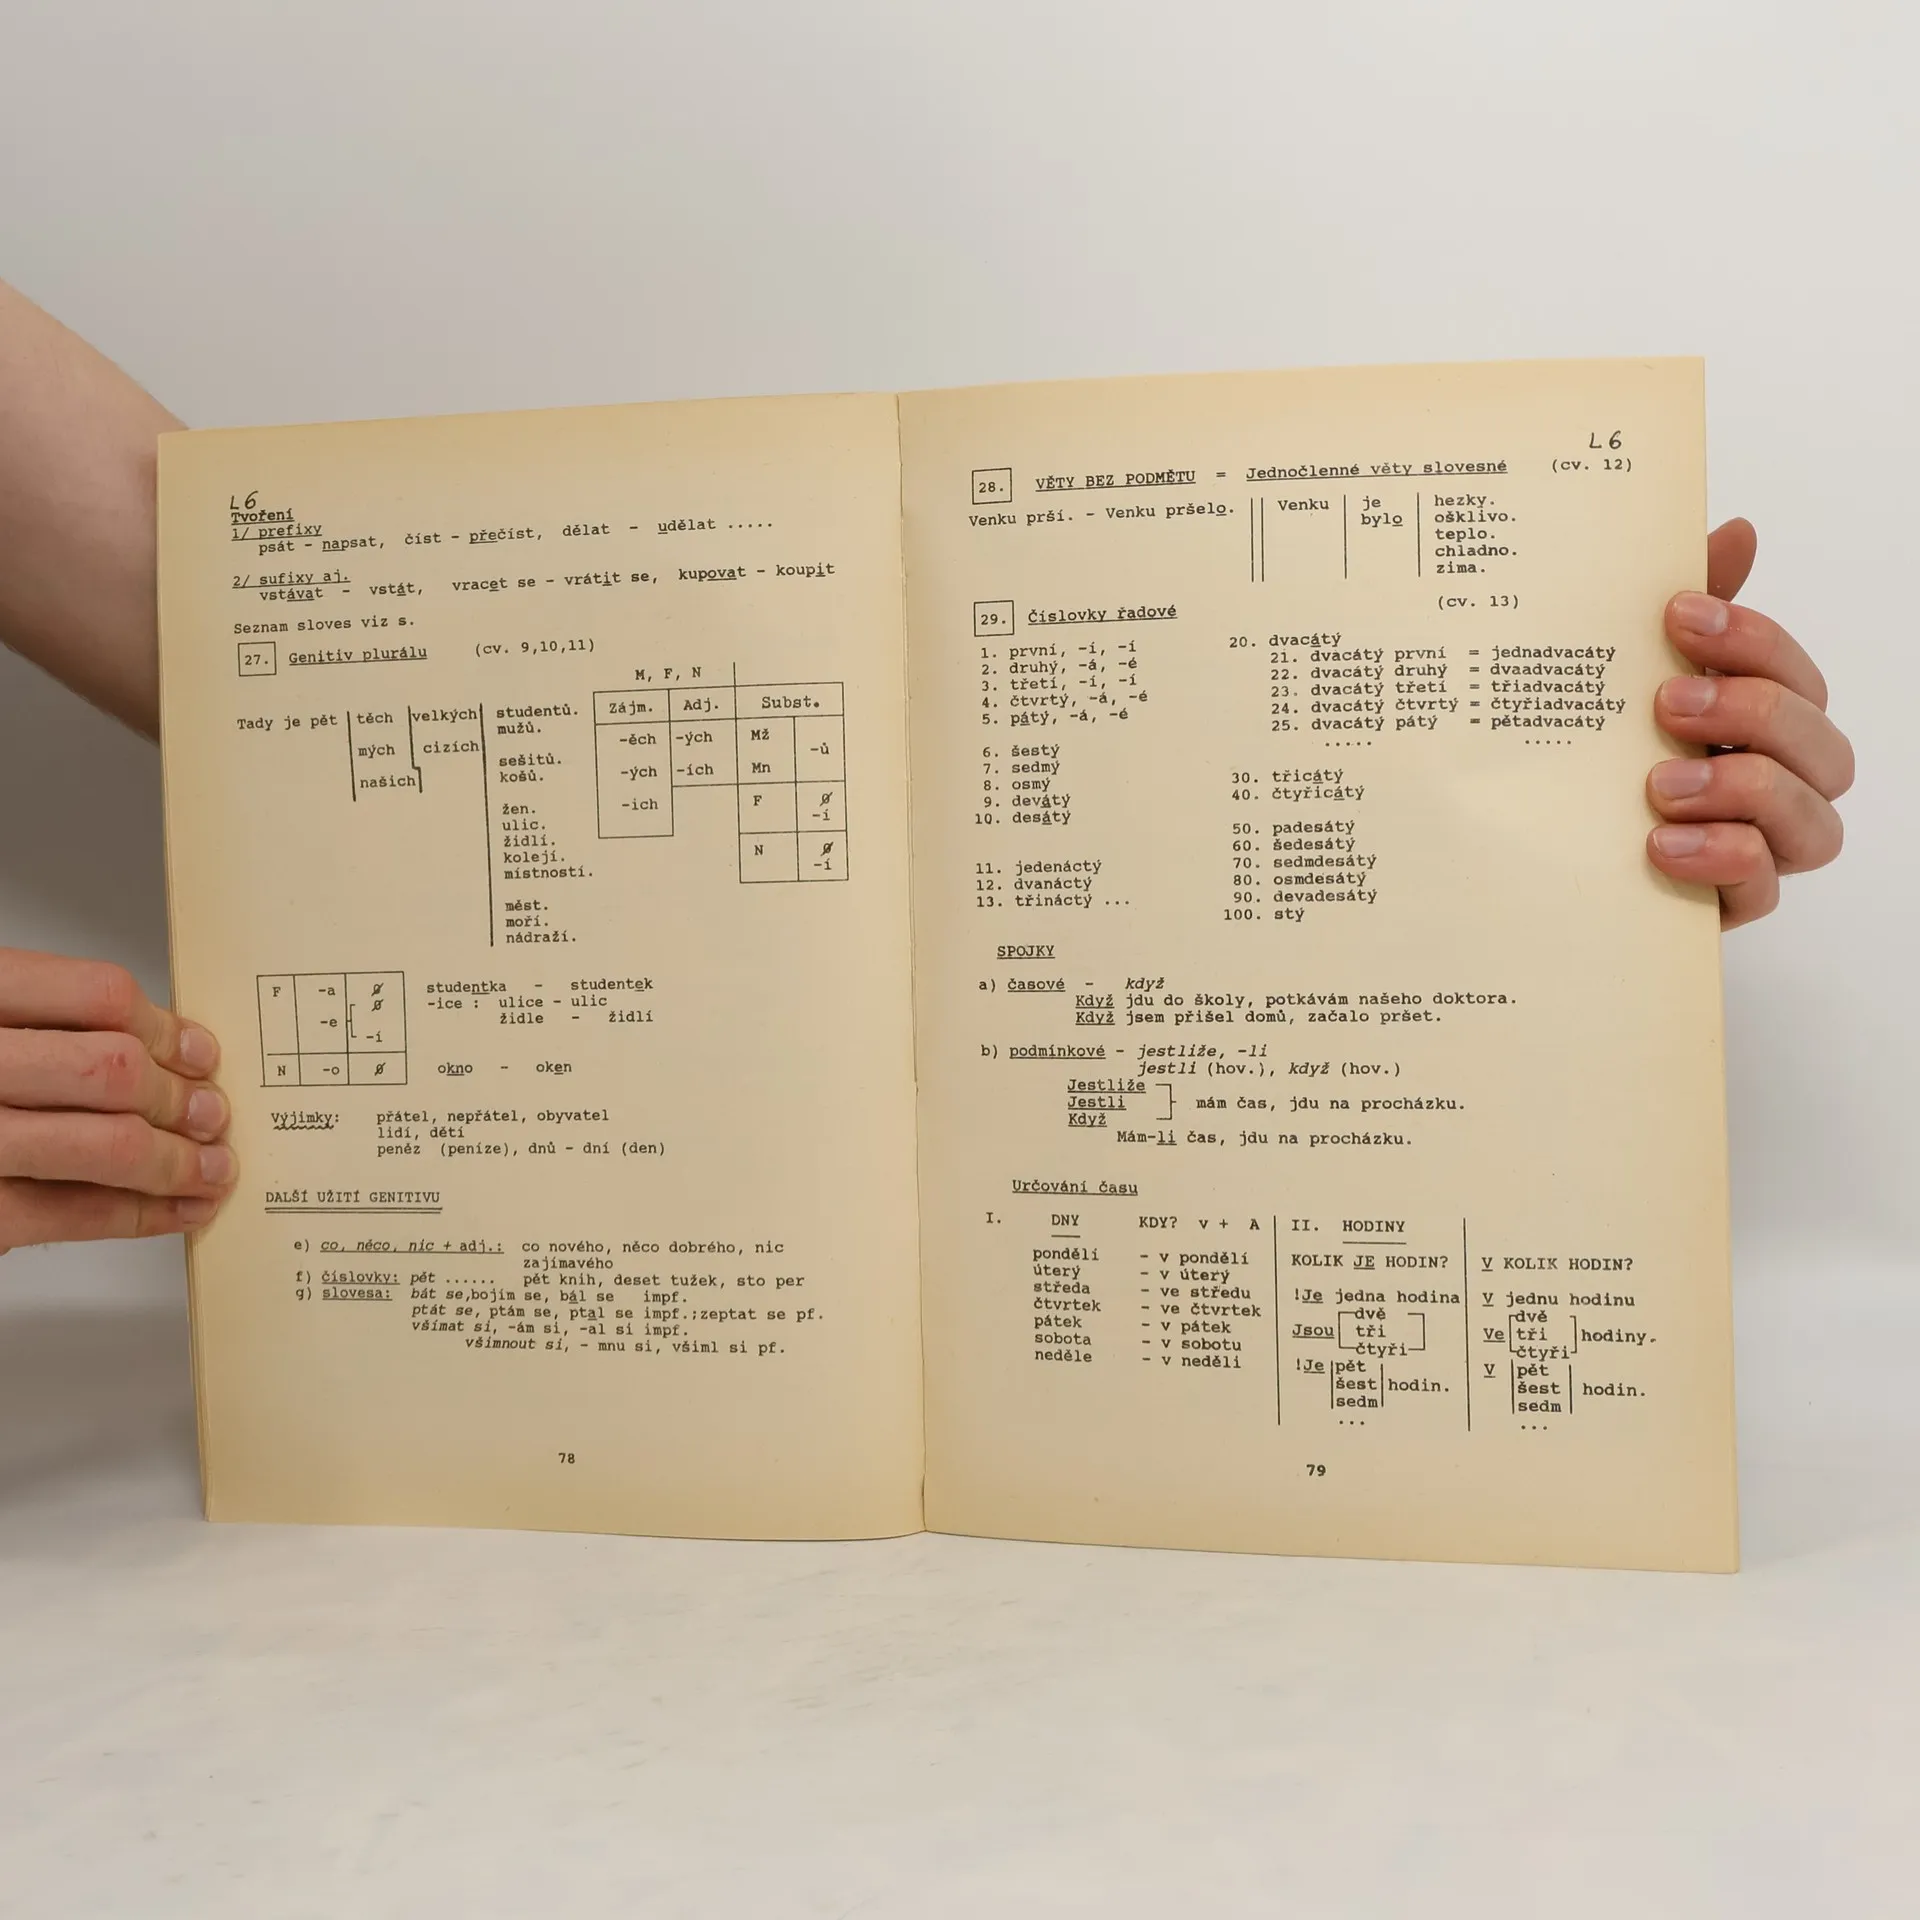 L6
Tvoření
1/ prefixy
psát - napsat, číst - přečíst, dělat - udělat .....
2/ sufixy aj.
vstávat - vstát, vracet se - vrátit se, kupovat - koupit
Seznam sloves viz s.
27. Genitiv plurálu (cv. 9,10,11)
M, F, N
Zájm. Adj. Subst.
-ěch -ých Mž -ů
-ých -ích Mn
-ich F ø
-í
N ø
-í
Tady je pět těch velkých studentů.
mužů.
mých cizích
sešitů.
našich košů.
žen.
ulic.
židlí.
kolejí.
místností.
měst.
moří.
nádraží.
F -a ø
ø
-e
-í
N -o ø
studentka - studentek
-ice : ulice - ulic
židle - židlí
okno - oken
Výjimky: přátel, nepřátel, obyvatel
lidí, dětí
peněz (peníze), dnů - dní (den)
DALŠÍ UŽITÍ GENITIVU
e) co, něco, nic + adj.: co nového, něco dobrého, nic
zajímavého
f) číslovky: pět ...... pět knih, deset tužek, sto per
g) slovesa: bát se,bojím se, bál se impf.
ptát se, ptám se, ptal se impf.;zeptat se pf.
všímat si, -ám si, -al si impf.
všimnout si, - mnu si, všiml si pf.
78
L6
28. VĚTY BEZ PODMĚTU = Jednočlenné věty slovesné (cv. 12)
Venku prší. - Venku pršelo. Venku je hezky.
bylo ošklivo.
teplo.
chladno.
zima.
29. Číslovky řadové (cv. 13)
1. první, -í, -í
2. druhý, -á, -é
3. třetí, -í, -í
4. čtvrtý, -á, -é
5. pátý, -á, -é
6. šestý
7. sedmý
8. osmý
9. devátý
10. desátý
11. jedenáctý
12. dvanáctý
13. třináctý ...
20. dvacátý
21. dvacátý první = jednadvacátý
22. dvacátý druhý = dvaadvacátý
23. dvacátý třetí = třiadvacátý
24. dvacátý čtvrtý = čtyřiadvacátý
25. dvacátý pátý = pětadvacátý
..... .....
30. třicátý
40. čtyřicátý
50. padesátý
60. šedesátý
70. sedmdesátý
80. osmdesátý
90. devadesátý
100. stý
SPOJKY
a) časové - když
Když jdu do školy, potkávám našeho doktora.
Když jsem přišel domů, začalo pršet.
b) podmínkové - jestliže, -li
jestli (hov.), když (hov.)
Jestliže
Jestli mám čas, jdu na procházku.
Když
Mám-li čas, jdu na procházku.
Určování času
I. DNY KDY? v + A
pondělí - v pondělí
úterý - v úterý
středa - ve středu
čtvrtek - ve čtvrtek
pátek - v pátek
sobota - v sobotu
neděle - v neděli
II. HODINY
KOLIK JE HODIN?
!Je jedna hodina
dvě
Jsou tři
čtyři
!Je pět
šest hodin.
sedm
...
V KOLIK HODIN?
V jednu hodinu
dvě
Ve tři hodiny.
čtyři
V pět
šest hodin.
sedm
...
79